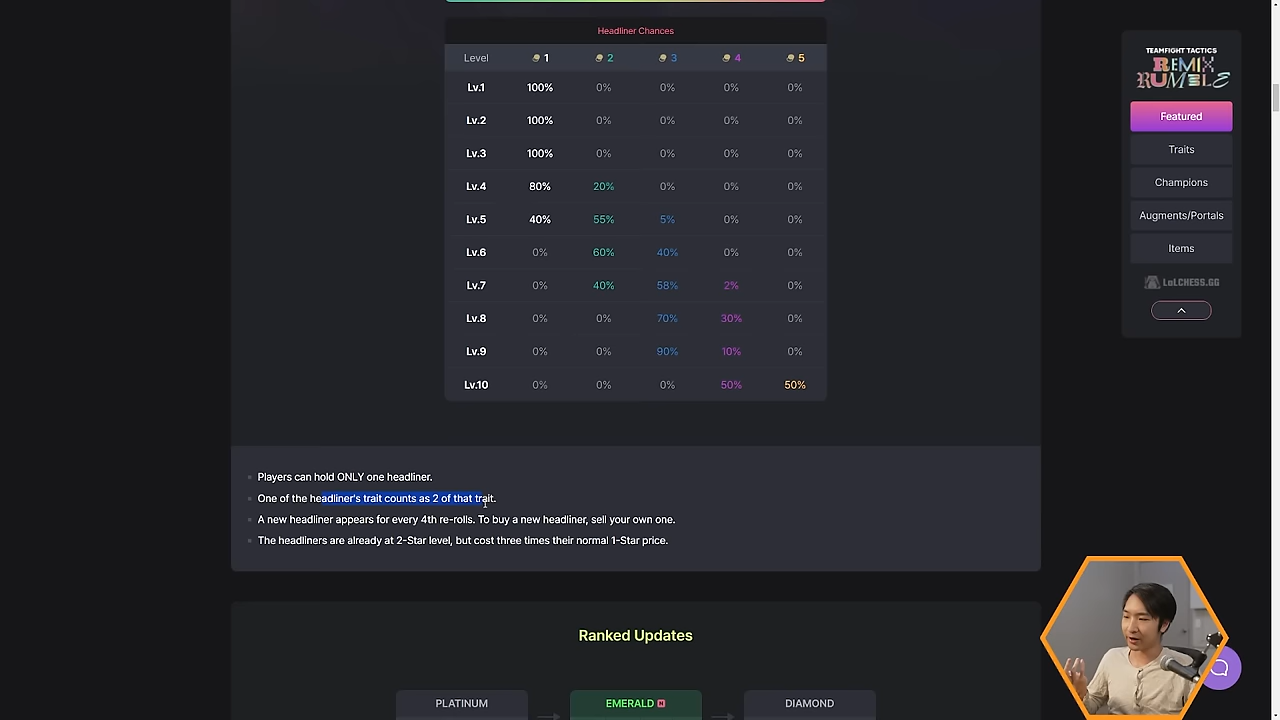 Headliner Chances
Level 1 2 3 4 5
Lv.1 100% 0% 0% 0% 0%
Lv.2 100% 0% 0% 0% 0%
Lv.3 100% 0% 0% 0% 0%
Lv.4 80% 20% 0% 0% 0%
Lv.5 40% 55% 5% 0% 0%
Lv.6 0% 60% 40% 0% 0%
Lv.7 0% 40% 58% 2% 0%
Lv.8 0% 0% 70% 30% 0%
Lv.9 0% 0% 90% 10% 0%
Lv.10 0% 0% 0% 50% 50%
Players can hold ONLY one headliner.
One of the headliner's trait counts as 2 of that trait.
A new headliner appears for every 4th re-rolls. To buy a new headliner, sell your own one.
The headliners are already at 2-Star level, but cost three times their normal 1-Star price.
Ranked Updates
PLATINUM
EMERALD N
DIAMOND
TEAMFIGHT TACTICS
REMIX
RUMBLE
Featured
Traits
Champions
Augments/Portals
Items
LoLCHESS.GG